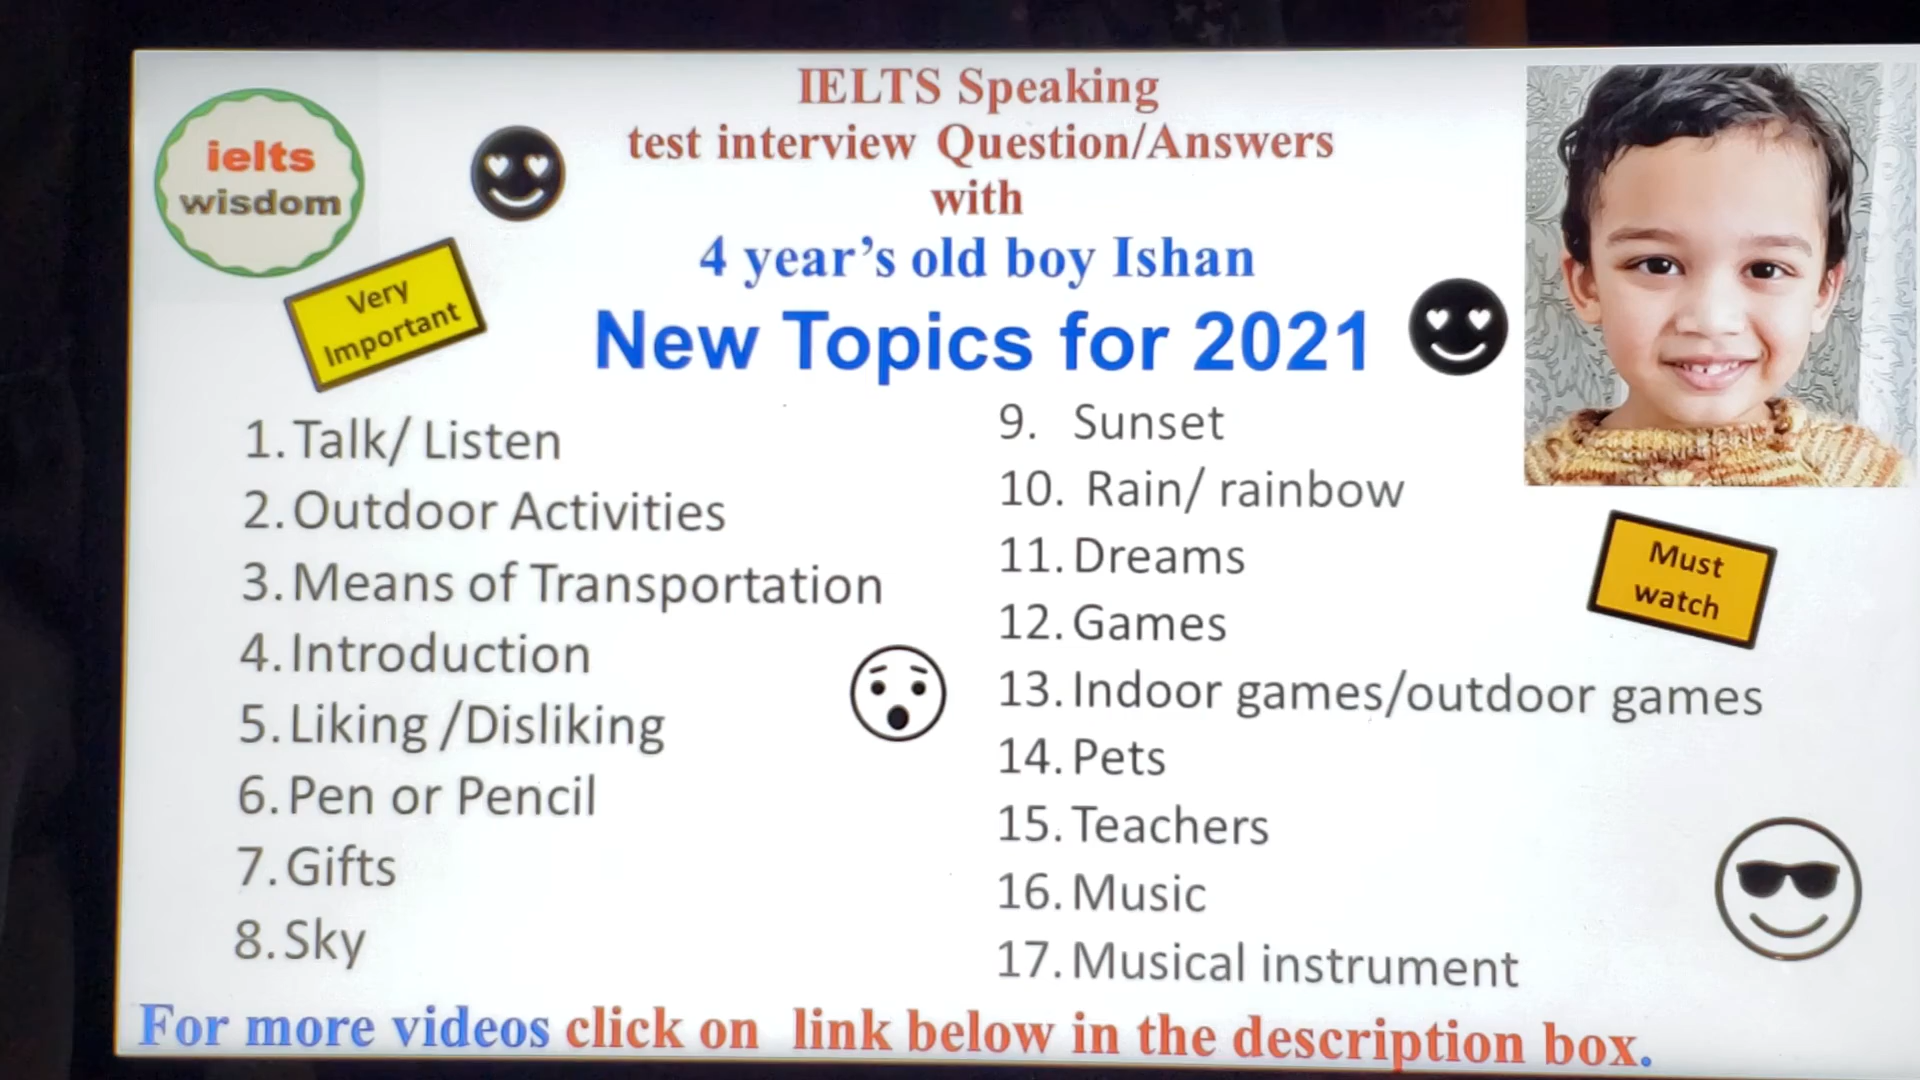 ielts
wisdom
IELTS Speaking
test interview Question/Answers
with
4 year's old boy Ishan
New Topics for 2021
Very
Important
1. Talk/ Listen
2. Outdoor Activities
3. Means of Transportation
4. Introduction
5. Liking /Disliking
6. Pen or Pencil
7. Gifts
8. Sky
9. Sunset
10. Rain/ rainbow
11. Dreams
12. Games
13. Indoor games/outdoor games
14. Pets
15. Teachers
16. Music
17. Musical instrument
Must
watch
For more videos click on link below in the description box.